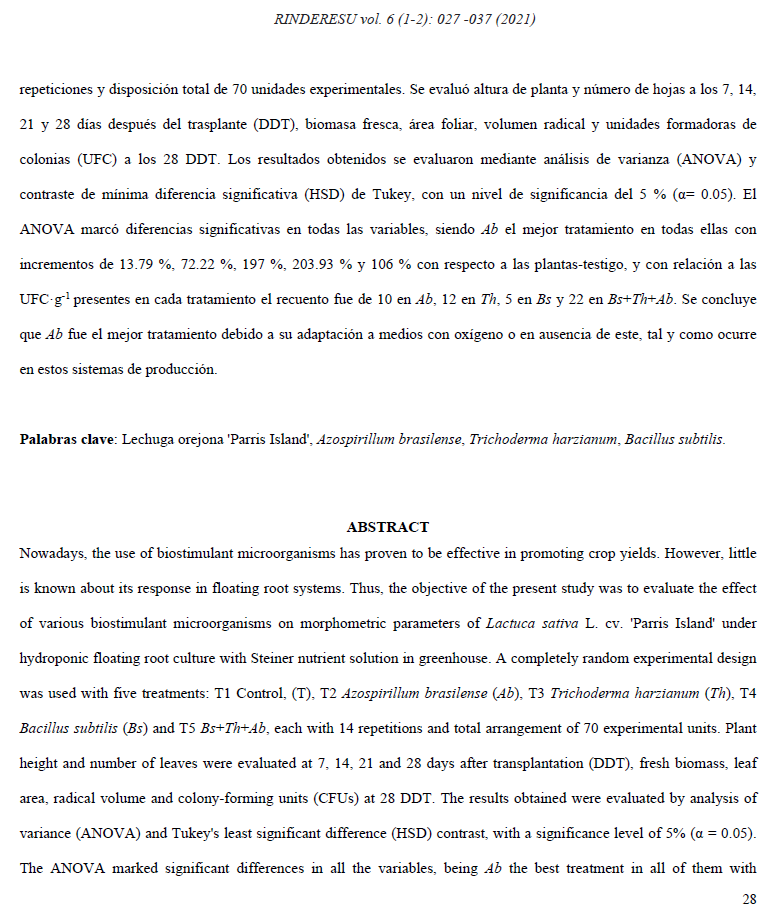 RINDERESU vol. 6 (1-2): 027 -037 (2021)
repeticiones y disposición total de 70 unidades experimentales. Se evaluó altura de planta y número de hojas a los 7, 14,
21 y 28 días después del trasplante (DDT), biomasa fresca, área foliar, volumen radical y unidades formadoras de
colonias (UFC) a los 28 DDT. Los resultados obtenidos se evaluaron mediante análisis de varianza (ANOVA) y
contraste de mínima diferencia significativa (HSD) de Tukey, con un nivel de significancia del 5 % (α= 0.05). El
ANOVA marcó diferencias significativas en todas las variables, siendo Ab el mejor tratamiento en todas ellas con
incrementos de 13.79 %, 72.22 %, 197 %, 203.93 % y 106 % con respecto a las plantas-testigo, y con relación a las
UFC·g-1 presentes en cada tratamiento el recuento fue de 10 en Ab, 12 en Th, 5 en Bs y 22 en Bs+Th+Ab. Se concluye
que Ab fue el mejor tratamiento debido a su adaptación a medios con oxígeno o en ausencia de este, tal y como ocurre
en estos sistemas de producción.
Palabras clave: Lechuga orejona 'Parris Island', Azospirillum brasilense, Trichoderma harzianum, Bacillus subtilis.
ABSTRACT
Nowadays, the use of biostimulant microorganisms has proven to be effective in promoting crop yields. However, little
is known about its response in floating root systems. Thus, the objective of the present study was to evaluate the effect
of various biostimulant microorganisms on morphometric parameters of Lactuca sativa L. cv. 'Parris Island' under
hydroponic floating root culture with Steiner nutrient solution in greenhouse. A completely random experimental design
was used with five treatments: T1 Control, (T), T2 Azospirillum brasilense (Ab), T3 Trichoderma harzianum (Th), T4
Bacillus subtilis (Bs) and T5 Bs+Th+Ab, each with 14 repetitions and total arrangement of 70 experimental units. Plant
height and number of leaves were evaluated at 7, 14, 21 and 28 days after transplantation (DDT), fresh biomass, leaf
area, radical volume and colony-forming units (CFUs) at 28 DDT. The results obtained were evaluated by analysis of
variance (ANOVA) and Tukey's least significant difference (HSD) contrast, with a significance level of 5% (α = 0.05).
The ANOVA marked significant differences in all the variables, being Ab the best treatment in all of them with
28